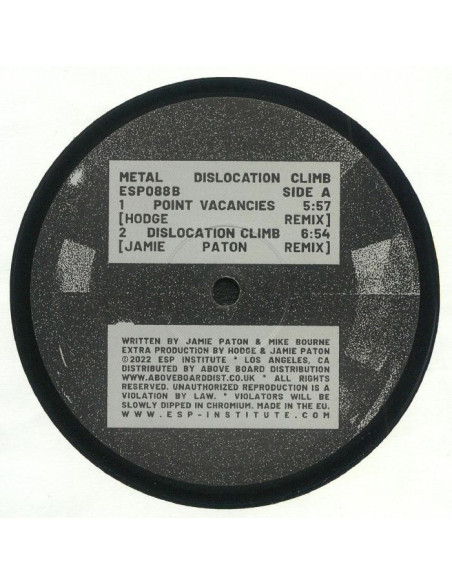 METAL DISLOCATION CLIMB
ESP088B SIDE A
1 POINT VACANCIES 5:57
[HODGE REMIX]
2 DISLOCATION CLIMB 6:54
[JAMIE PATON REMIX]
WRITTEN BY JAMIE PATON & MIKE BOURNE
EXTRA PRODUCTION BY HODGE & JAMIE PATON
©2022 ESP INSTITUTE * LOS ANGELES, CA
DISTRIBUTED BY ABOVE BOARD DISTRIBUTION
WWW.ABOVEBOARDDIST.CO.UK * ALL RIGHTS
RESERVED. UNAUTHORIZED REPRODUCTION IS A
VIOLATION BY LAW. * VIOLATORS WILL BE
SLOWLY DIPPED IN CHROMIUM. MADE IN THE EU.
WWW.ESP-INSTITUTE.COM